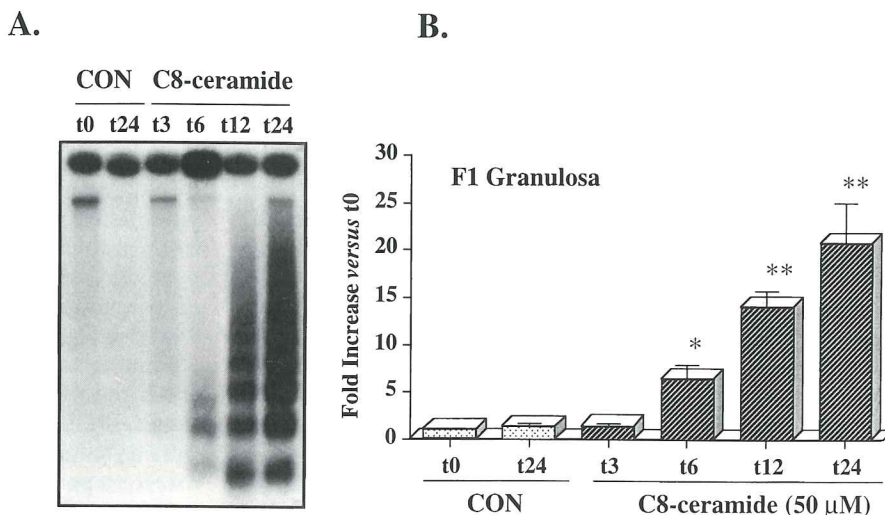 A.
CON C8-ceramide
t0 t24 t3 t6 t12 t24
B.
F1 Granulosa
Fold Increase versus t0
30
25
20
15
10
5
0
*
**
**
t0 t24 t3 t6 t12 t24
CON C8-ceramide (50 μM)